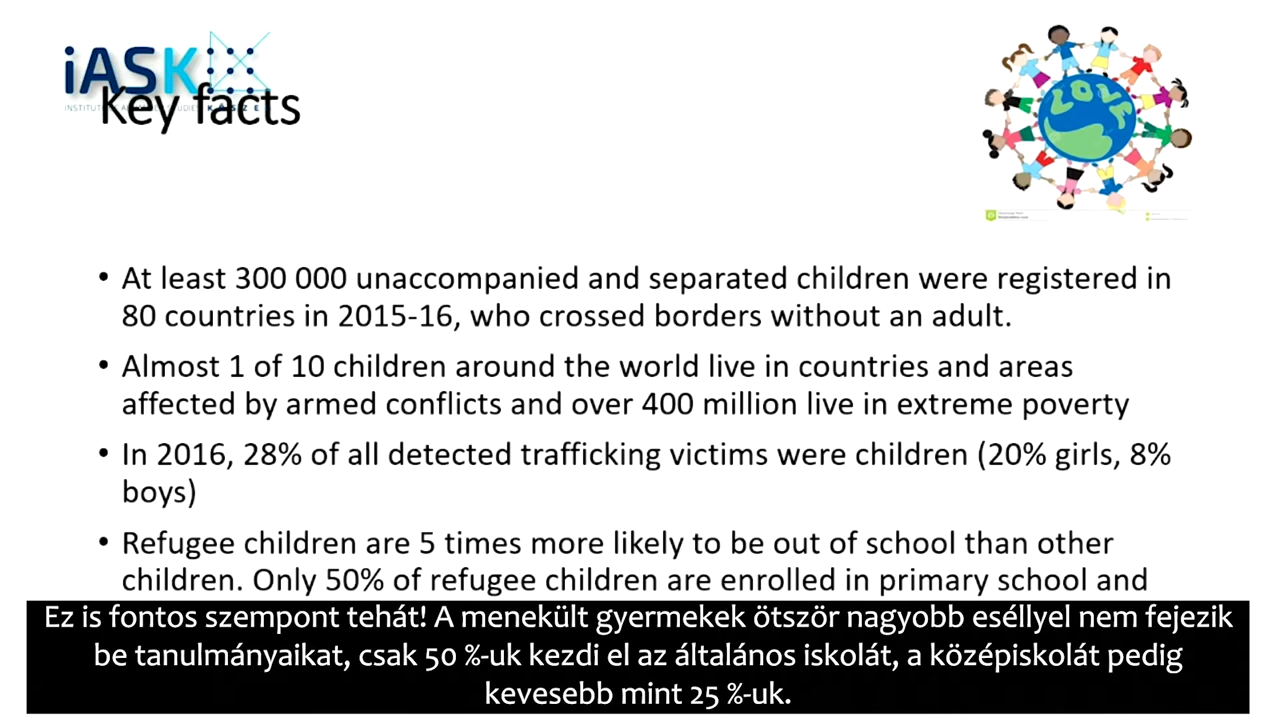 iASK
INSTITUTE
KŐSZEG
Key facts
LOVE
• At least 300 000 unaccompanied and separated children were registered in
80 countries in 2015-16, who crossed borders without an adult.
• Almost 1 of 10 children around the world live in countries and areas
affected by armed conflicts and over 400 million live in extreme poverty
• In 2016, 28% of all detected trafficking victims were children (20% girls, 8%
boys)
• Refugee children are 5 times more likely to be out of school than other
children. Only 50% of refugee children are enrolled in primary school and
Ez is fontos szempont tehát! A menekült gyermekek ötször nagyobb eséllyel nem fejezik
be tanulmányaikat, csak 50 %-uk kezdi el az általános iskolát, a középiskolát pedig
kevesebb mint 25 %-uk.